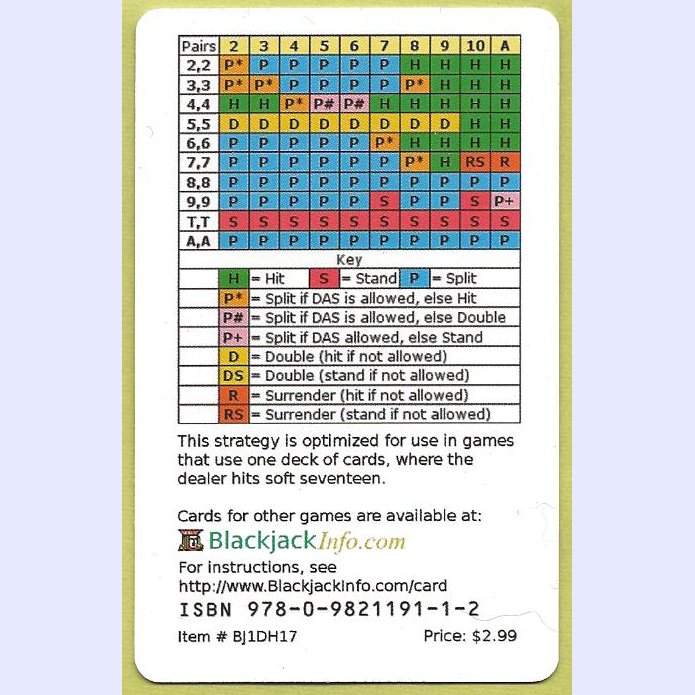 Pairs 2 3 4 5 6 7 8 9 10 A
2,2 P* P P P P P H H H H
3,3 P* P* P P P P P* H H H
4,4 H H P* P# P# H H H H H
5,5 D D D D D D D D H H
6,6 P P P P P P* H H H H
7,7 P P P P P P P* H RS R
8,8 P P P P P P P P P P
9,9 P P P P P S P P S P+
T,T S S S S S S S S S S
A,A P P P P P P P P P P
Key
H = Hit S = Stand P = Split
P* = Split if DAS is allowed, else Hit
P# = Split if DAS is allowed, else Double
P+ = Split if DAS allowed, else Stand
D = Double (hit if not allowed)
DS = Double (stand if not allowed)
R = Surrender (hit if not allowed)
RS = Surrender (stand if not allowed)
This strategy is optimized for use in games
that use one deck of cards, where the
dealer hits soft seventeen.
Cards for other games are available at:
BlackjackInfo.com
For instructions, see
http://www.BlackjackInfo.com/card
ISBN 978-0-9821191-1-2
Item # BJ1DH17 Price: $2.99